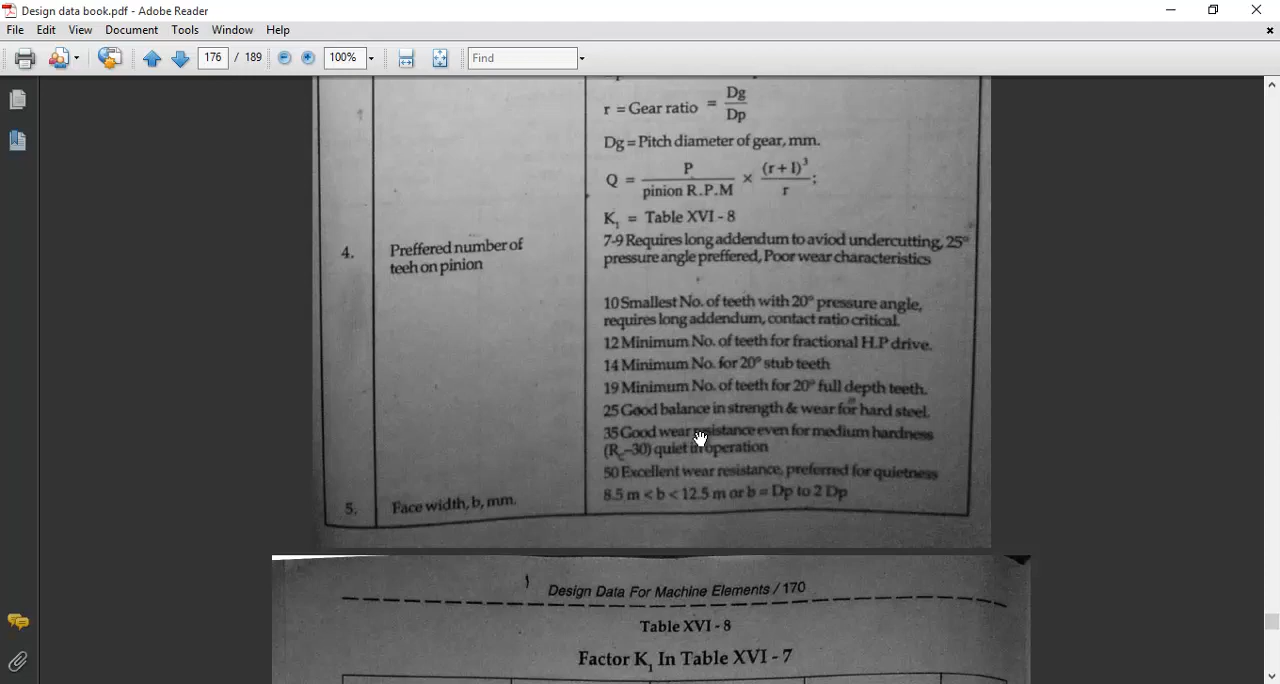 Design data book.pdf - Adobe Reader
File Edit View Document Tools Window Help
176 / 189 100% Find
r = Gear ratio = Dg / Dp
Dg = Pitch diameter of gear, mm.
Q = P / pinion R.P.M × (r+1)³ / r ;
K₁ = Table XVI - 8
4. Preffered number of
teeh on pinion
7-9 Requires long addendum to aviod undercutting, 25°
pressure angle preffered, Poor wear characteristics
10 Smallest No. of teeth with 20° pressure angle,
requires long addendum, contact ratio critical.
12 Minimum No. of teeth for fractional H.P drive.
14 Minimum No. for 20° stub teeth
19 Minimum No. of teeth for 20° full depth teeth.
25 Good balance in strength & wear for hard steel.
35 Good wear resistance even for medium hardness
(Rc-30) quiet in operation
50 Excellent wear resistance, preferred for quietness
5. Face width, b, mm.
8.5 m < b < 12.5 m or b = Dp to 2 Dp
Design Data For Machine Elements / 170
Table XVI - 8
Factor K₁ In Table XVI - 7